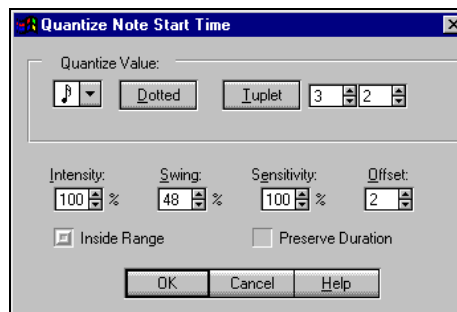 Quantize Note Start Time
Quantize Value:
Dotted Tuplet 3 2
Intensity: Swing: Sensitivity: Offset:
100 % 48 % 100 % 2
Inside Range Preserve Duration
OK Cancel Help